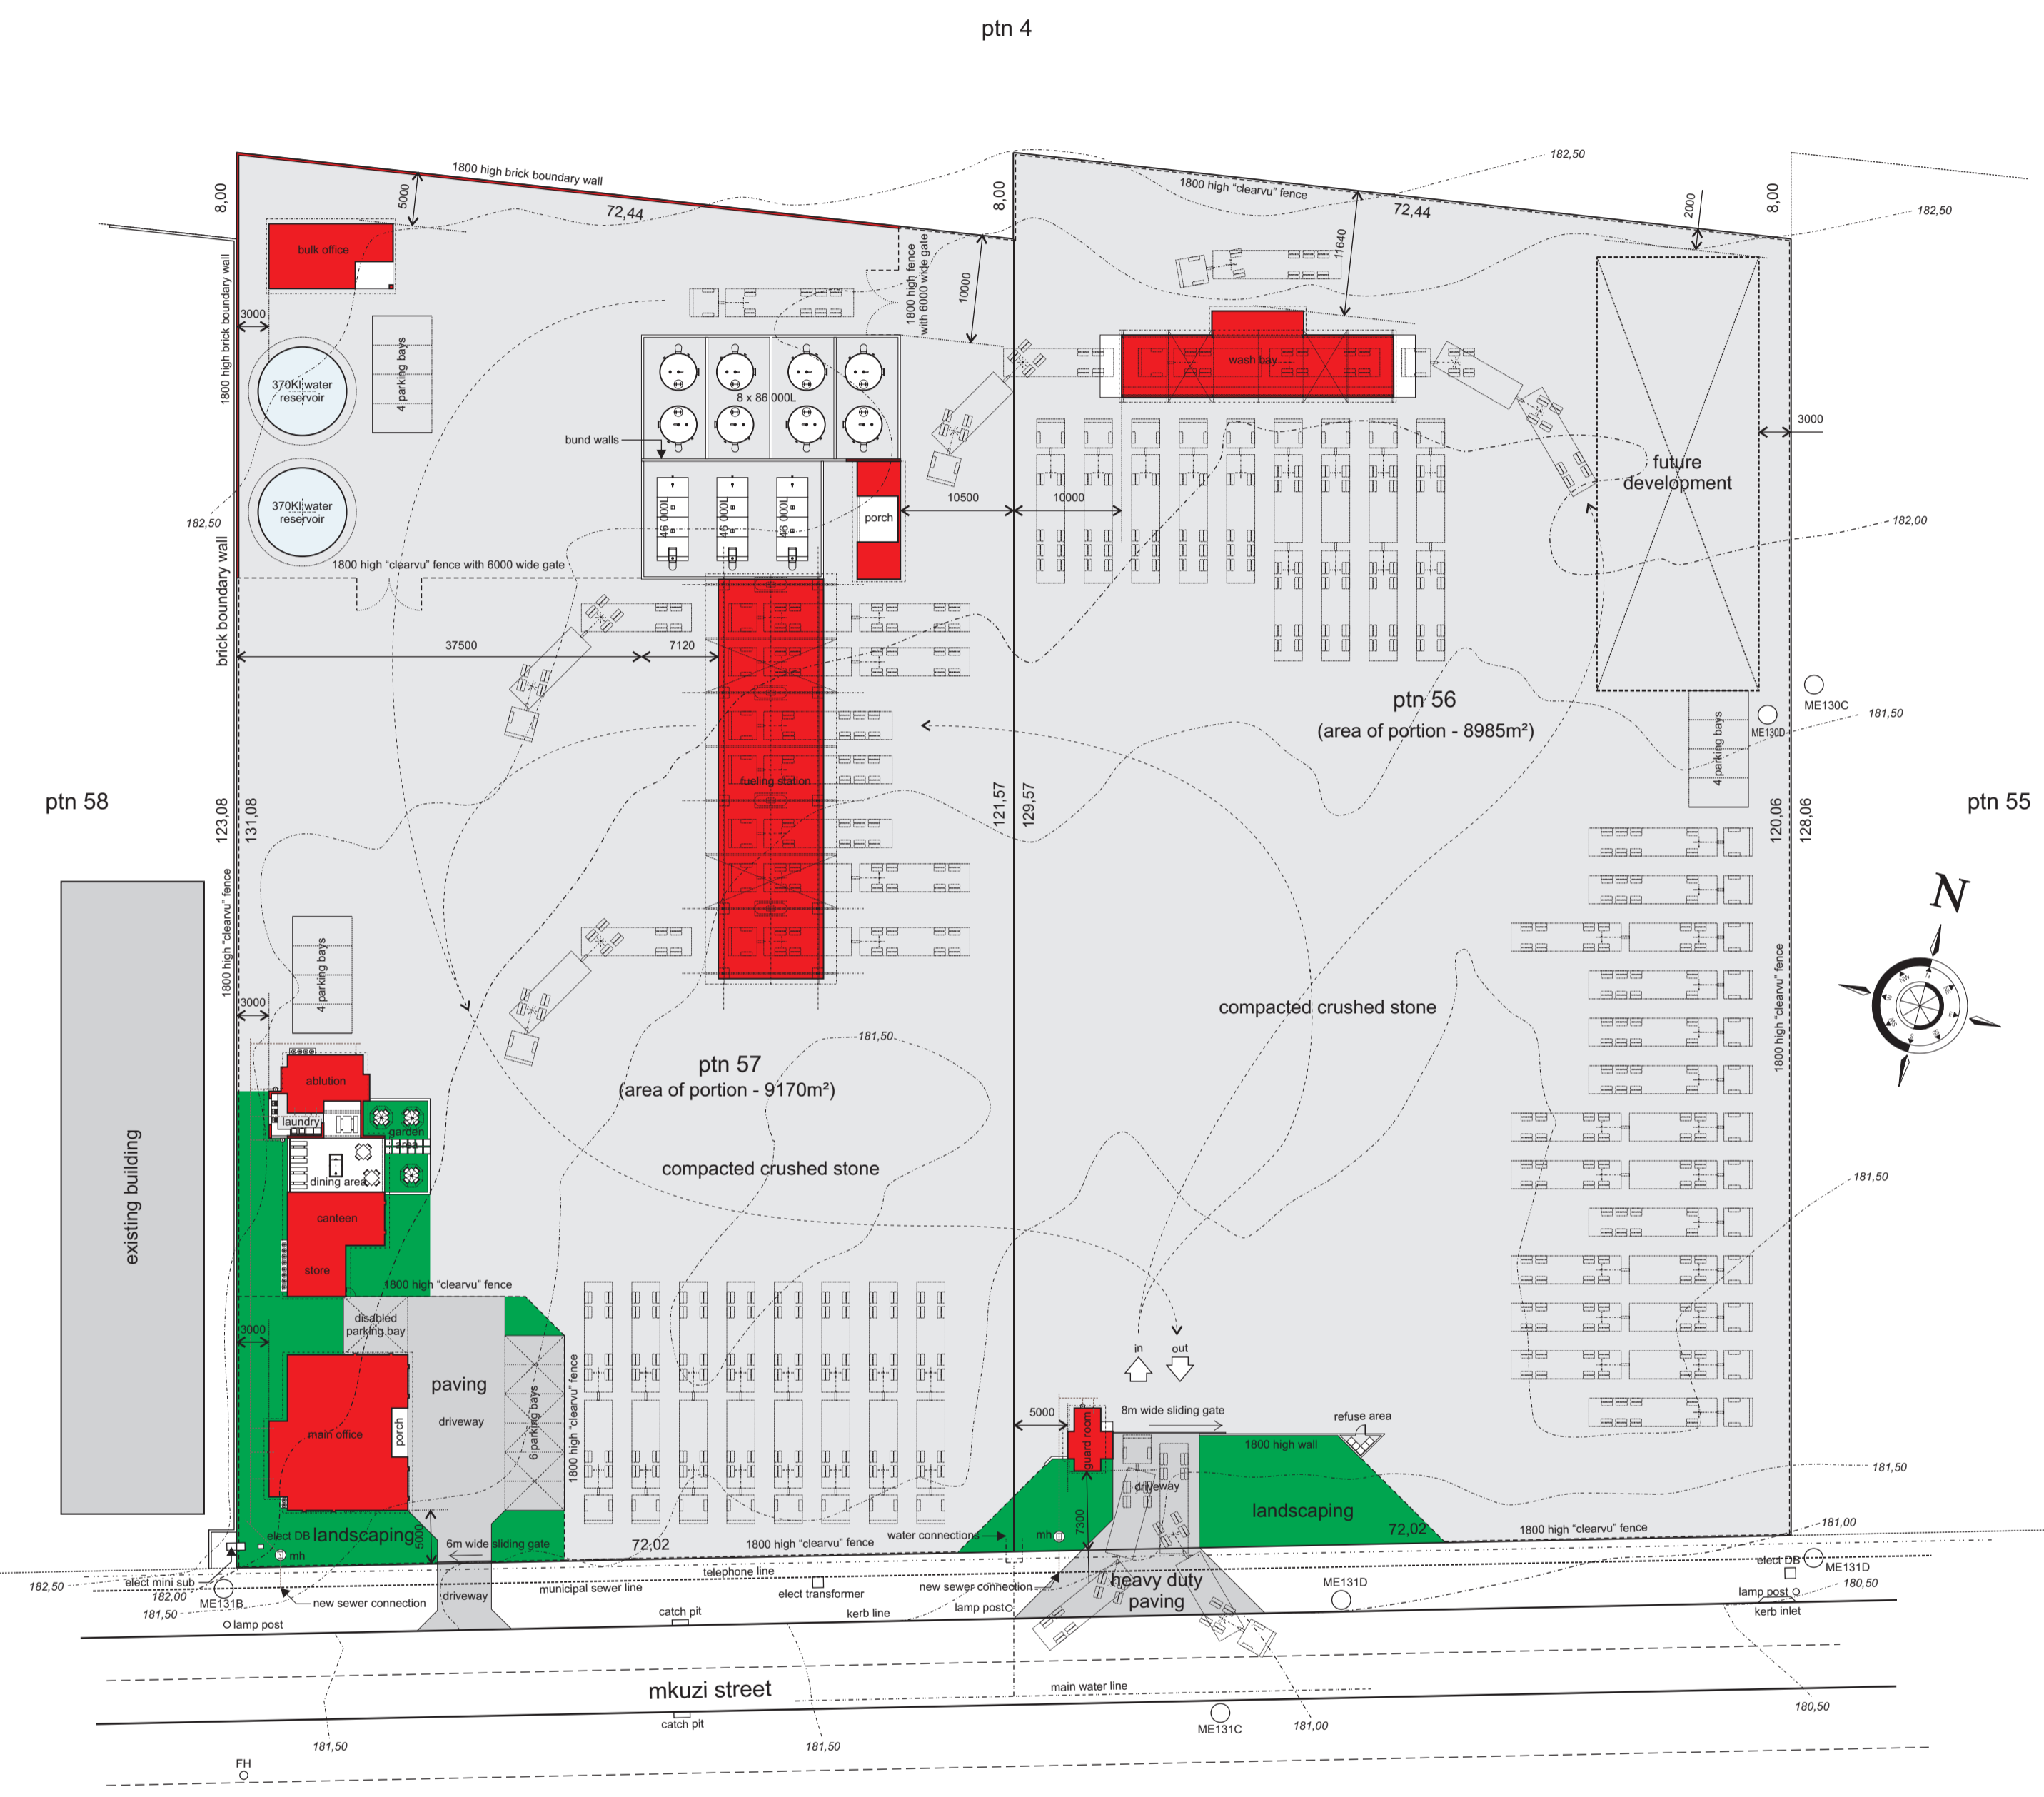 ptn 4
1800 high brick boundary wall
72,44
8,00
5000
8,00
1800 high "clearvu" fence
72,44
8,00
2000
11640
182,50
182,50
bulk office
3000
1800 high brick boundary wall
1800 high fence
with 6000 wide gate
10000
370Kl water
reservoir
4 parking bays
8 x 86 000L
bund walls
wash bay
3000
370Kl water
reservoir
46 000L
46 000L
46 000L
porch
10500
10000
future
development
182,50
182,00
brick boundary wall
1800 high "clearvu" fence with 6000 wide gate
37500
7120
ptn 56
(area of portion - 8985m²)
ME130C
ME130D
181,50
4 parking bays
fueling station
ptn 58
123,08
131,08
121,57
129,57
120,06
128,06
ptn 55
1800 high "clearvu" fence
4 parking bays
3000
N
1800 high "clearvu" fence
compacted crushed stone
181,50
ptn 57
(area of portion - 9170m²)
existing building
ablution
laundry
garden
area
dining area
compacted crushed stone
canteen
store
181,50
1800 high "clearvu" fence
disabled
parking bay
3000
paving
driveway
6 parking bays
1800 high "clearvu" fence
main office
porch
in
out
5000
8m wide sliding gate
refuse area
guard room
1800 high wall
181,50
driveway
landscaping
7300
elect DB
landscaping
5000
mh
6m wide sliding gate
72,02
1800 high "clearvu" fence
water connections
mh
72,02
1800 high "clearvu" fence
181,00
182,50
elect mini sub
182,00
ME131B
181,50
new sewer connection
driveway
telephone line
municipal sewer line
elect transformer
new sewer connection
heavy duty
paving
ME131D
elect DB
ME131D
180,50
lamp post
lamp post
catch pit
kerb line
lamp post
kerb inlet
mkuzi street
main water line
catch pit
ME131C
181,00
180,50
181,50
181,50
FH